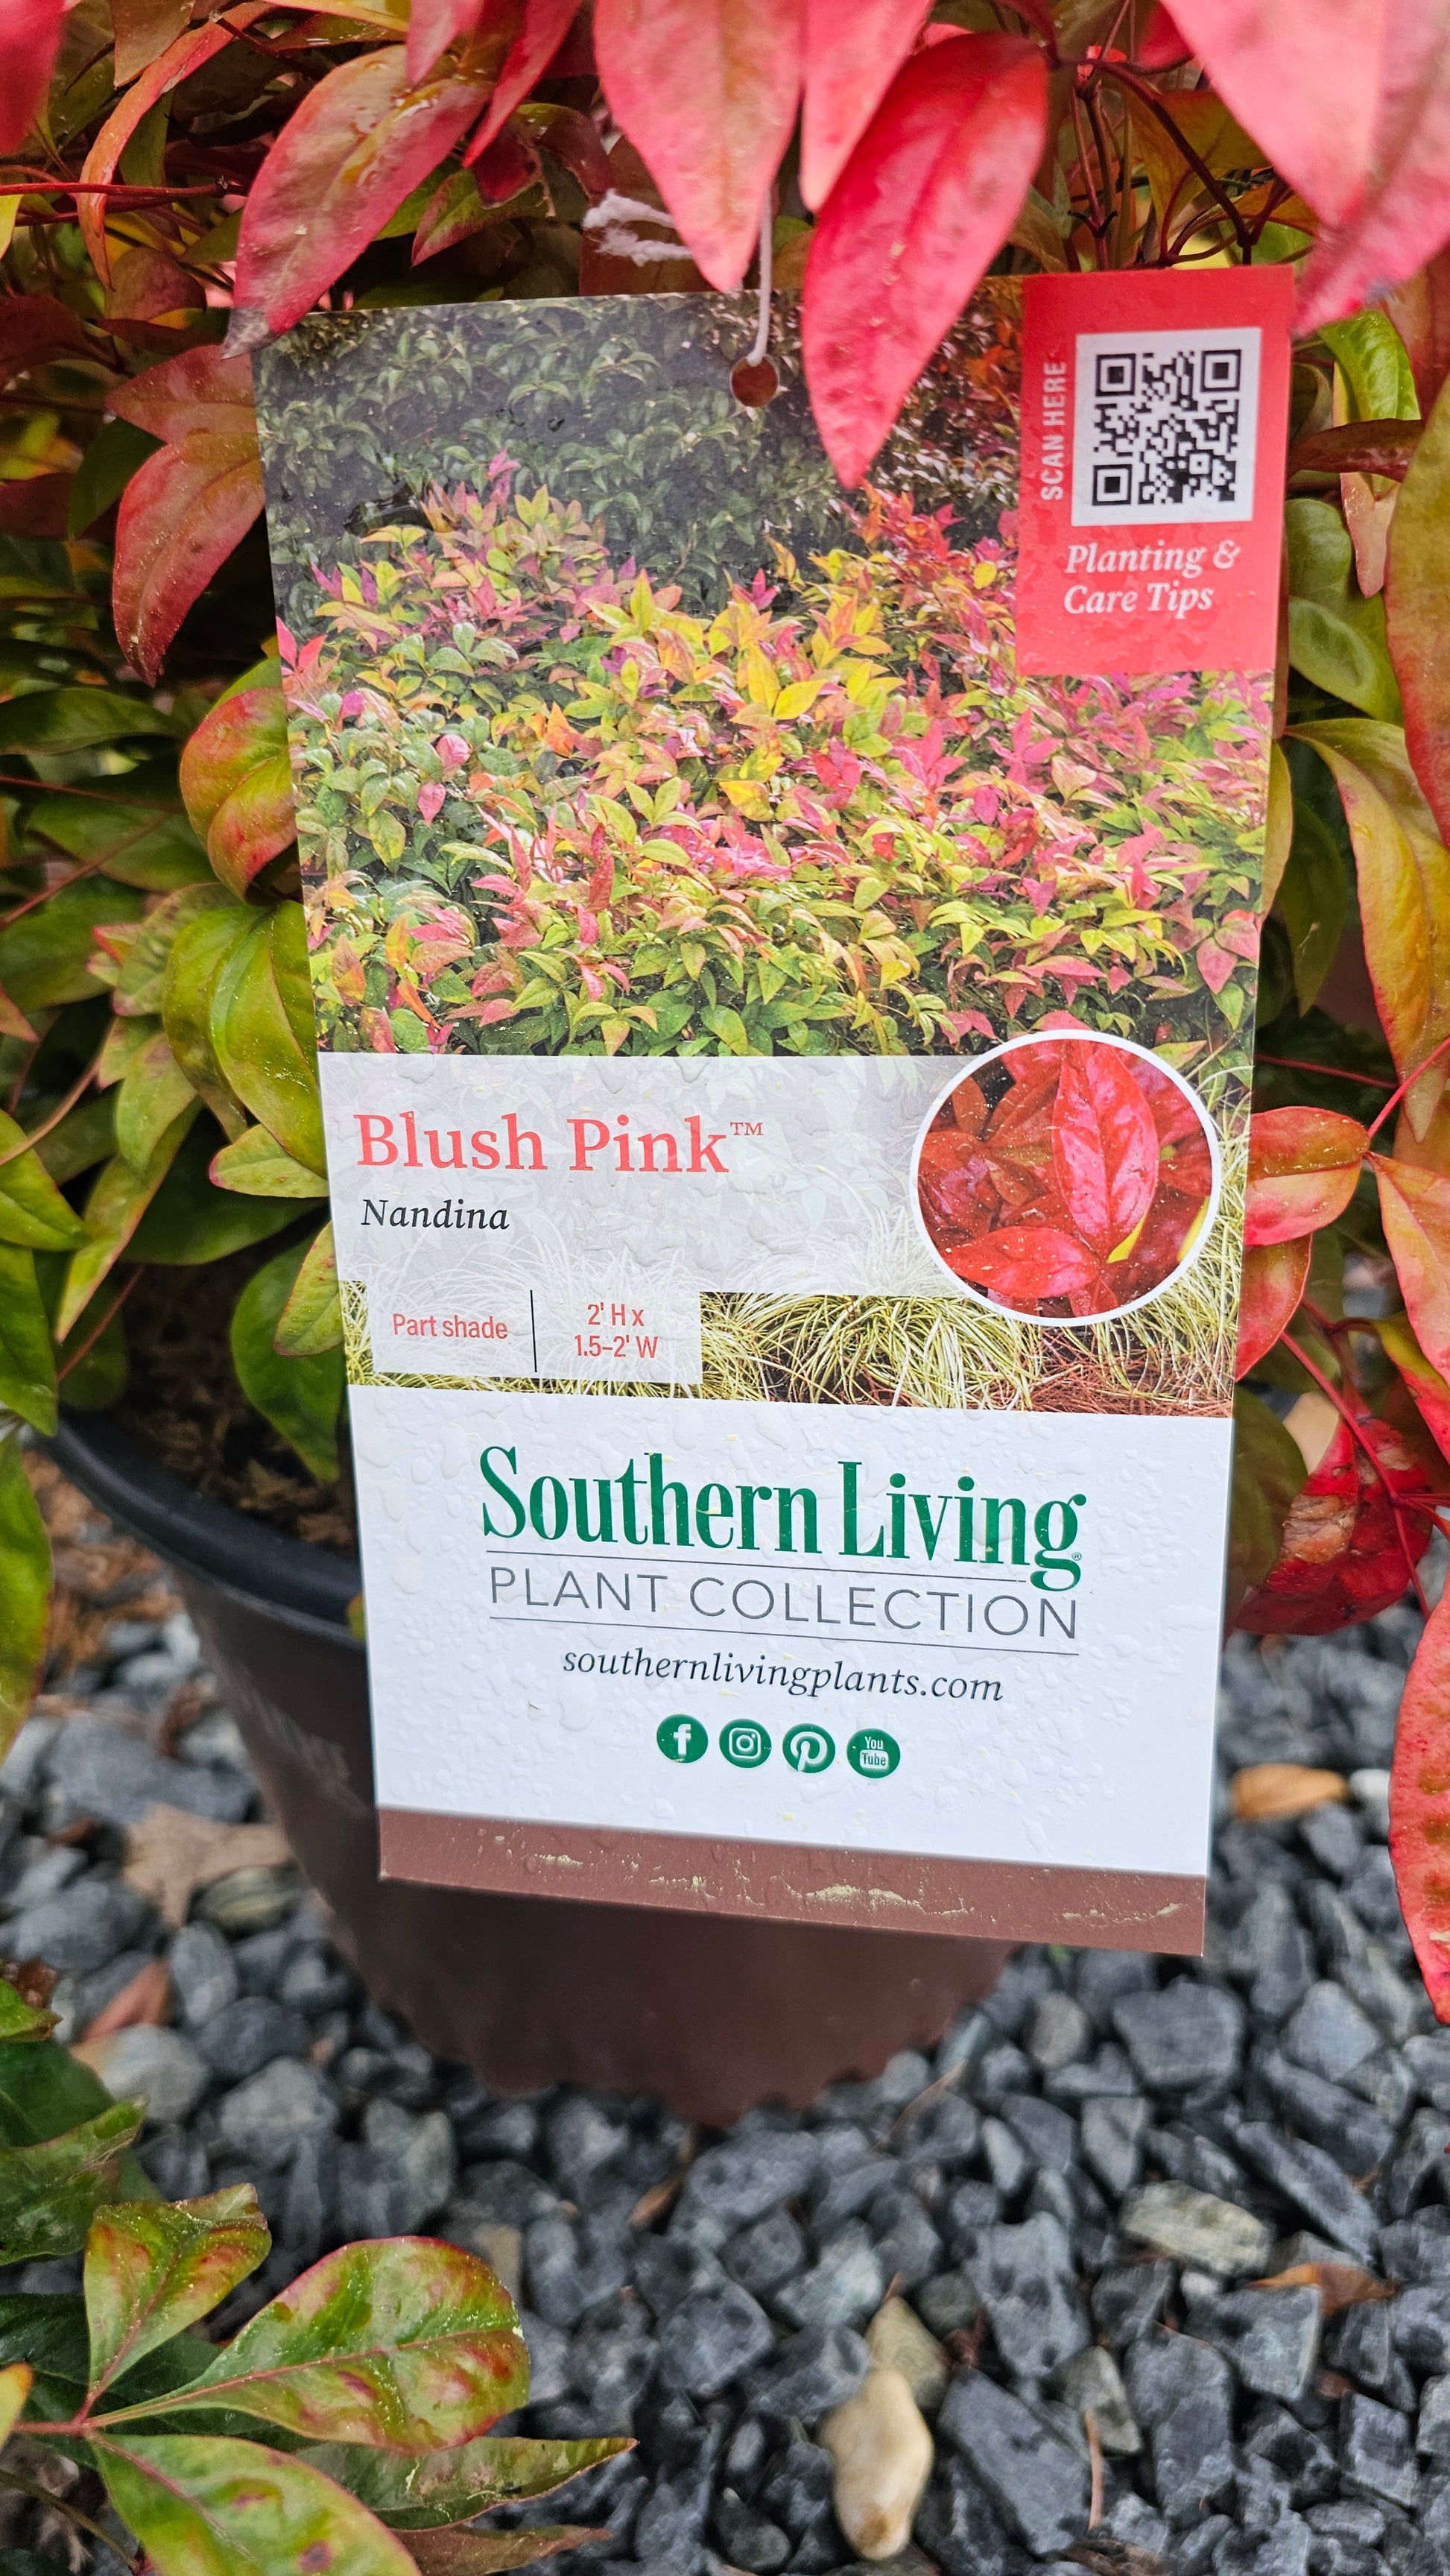 SCAN HERE
Planting &
Care Tips
Blush Pink™
Nandina
Part shade
2' H x
1.5-2' W
Southern Living®
PLANT COLLECTION
southernlivingplants.com
f
You
Tube